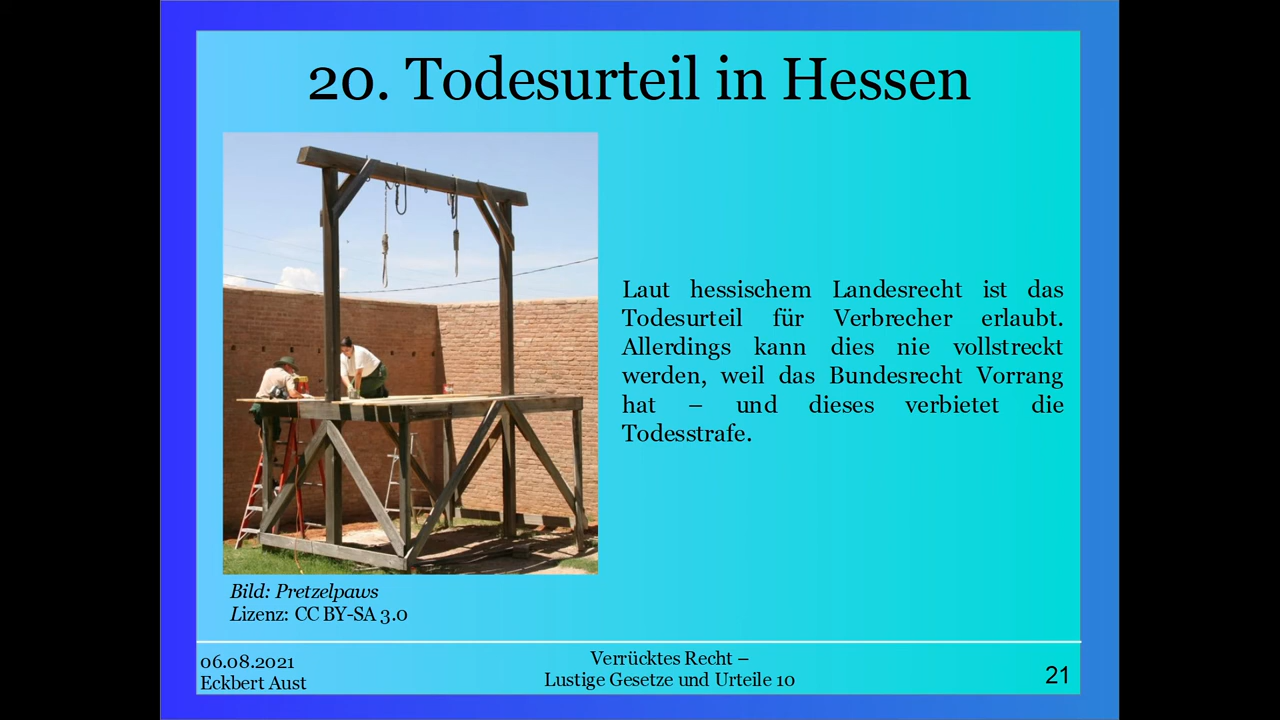 20. Todesurteil in Hessen
Laut hessischem Landesrecht ist das
Todesurteil für Verbrecher erlaubt.
Allerdings kann dies nie vollstreckt
werden, weil das Bundesrecht Vorrang
hat – und dieses verbietet die
Todesstrafe.
Bild: Pretzelpaws
Lizenz: CC BY-SA 3.0
06.08.2021
Eckbert Aust
Verrücktes Recht –
Lustige Gesetze und Urteile 10
21